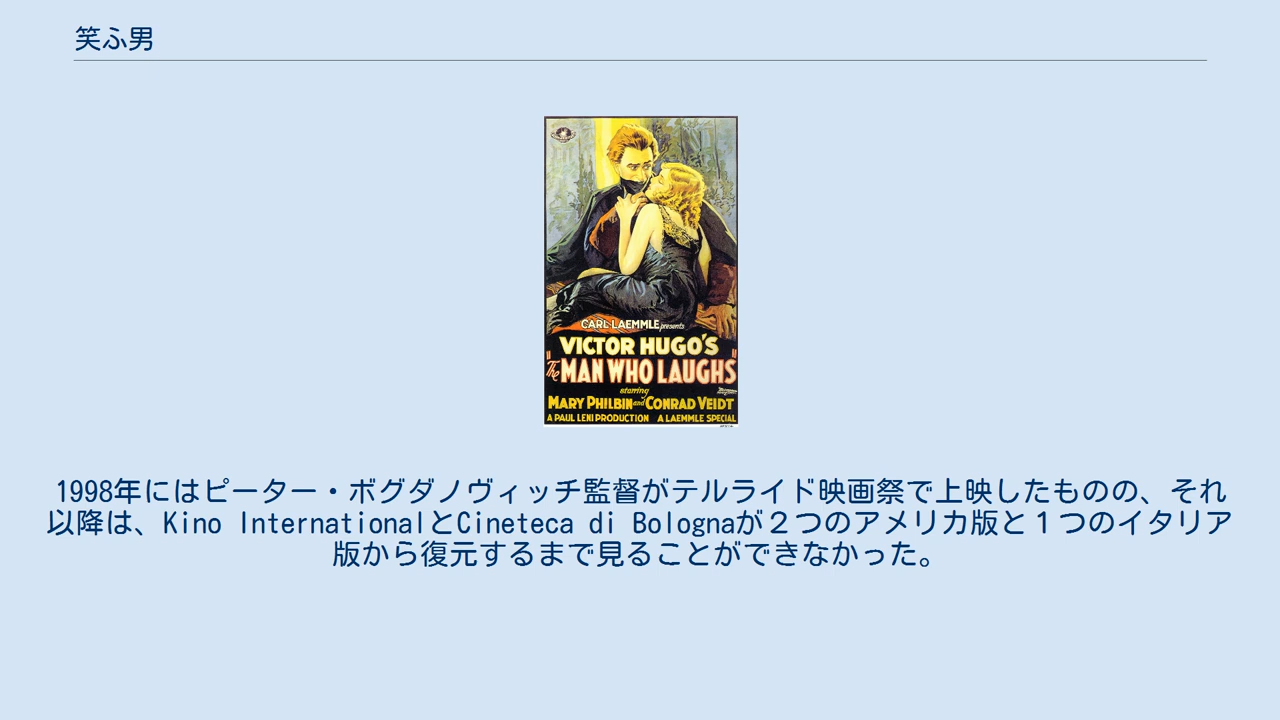 笑ふ男
CARL LAEMMLE presents
VICTOR HUGO'S
"The MAN WHO LAUGHS"
starring
MARY PHILBIN and CONRAD VEIDT
A PAUL LENI PRODUCTION A LAEMMLE SPECIAL
1998年にはピーター・ボグダノヴィッチ監督がテルライド映画祭で上映したものの、それ
以降は、Kino InternationalとCineteca di Bolognaが２つのアメリカ版と１つのイタリア
版から復元するまで見ることができなかった。